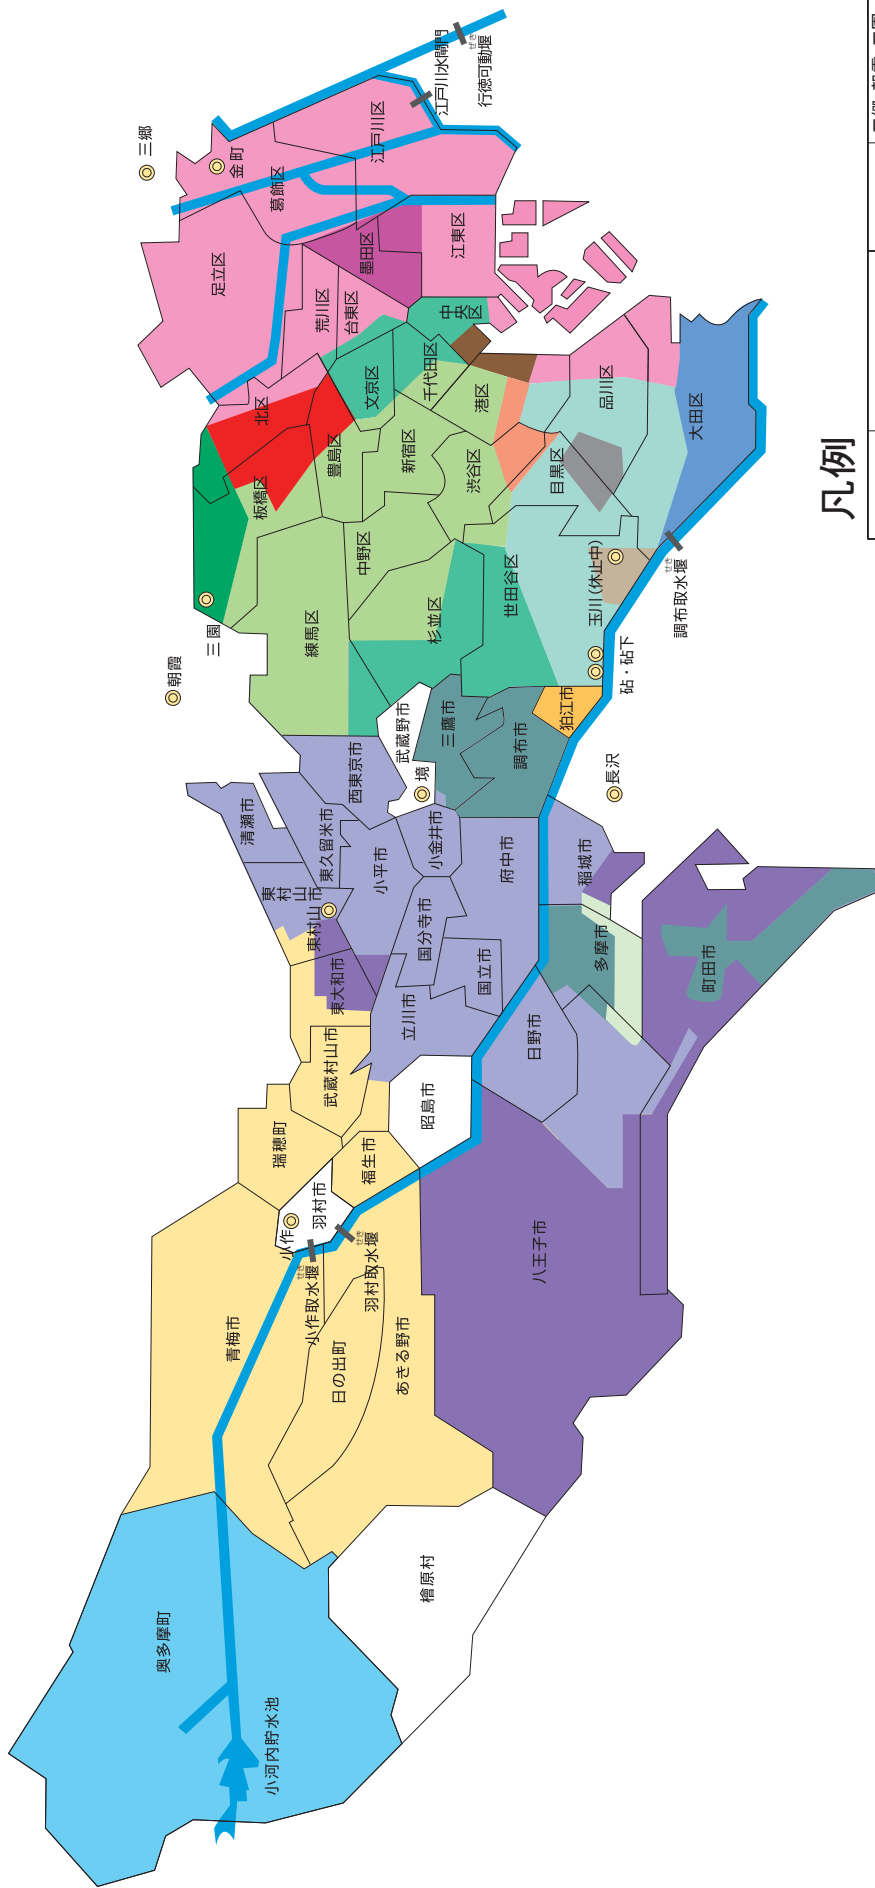 江戸川水閘門
行徳可動堰
せき
三郷
金町
江戸川区
葛飾区
足立区
墨田区
江東区
荒川区
台東区
中央区
北区
文京区
千代田区
港区
品川区
大田区
豊島区
新宿区
渋谷区
目黒区
板橋区
凡例
中野区
練馬区
杉並区
世田谷区
玉川(休止中)
せき
調布取水堰
三園
朝霞
砧・砧下
狛江市
武蔵野市
三鷹市
調布市
西東京市
境
長沢
清瀬市
東久留米市
小平市
小金井市
府中市
稲城市
東村山市
東村山
国分寺市
多摩市
町田市
東大和市
立川市
国立市
日野市
武蔵村山市
昭島市
瑞穂町
福生市
羽村市
小作
せき
小作取水堰
せき
羽村取水堰
八王子市
青梅市
日の出町
あきる野市
檜原村
奥多摩町
小河内貯水池